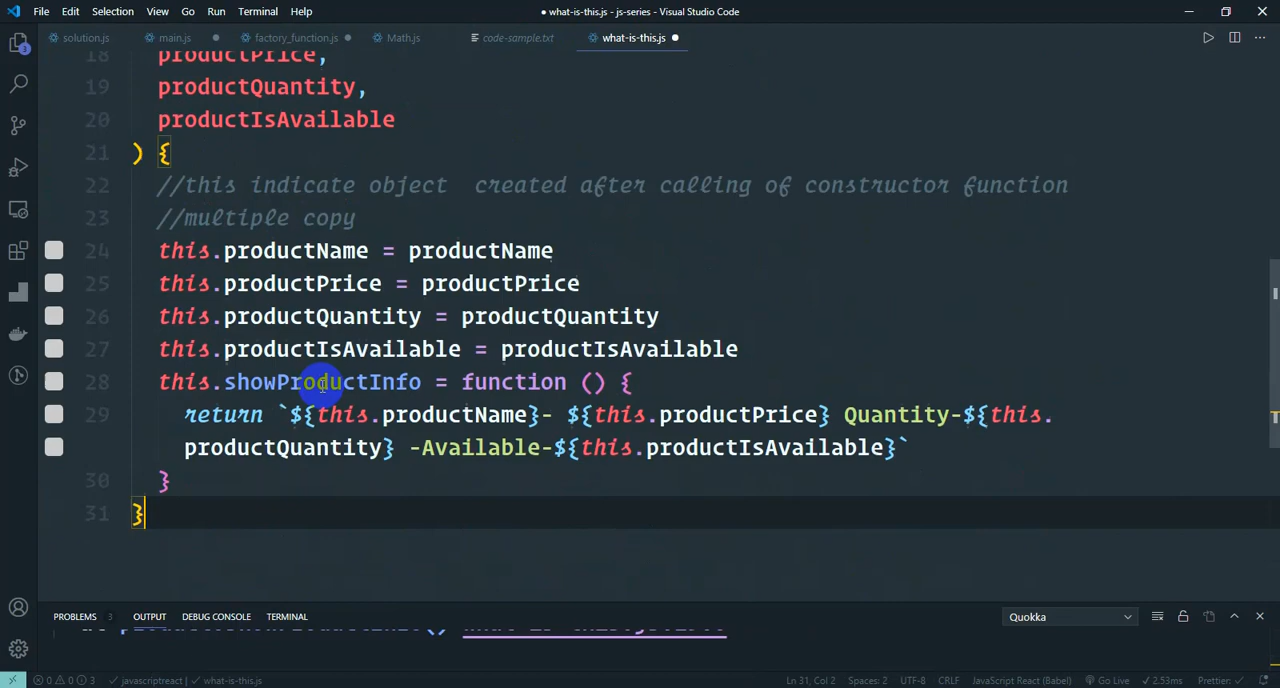 File Edit Selection View Go Run Terminal Help ● what-is-this.js - js-series - Visual Studio Code
solution.js main.js factory_function.js Math.js code-sample.txt what-is-this.js
3
18 productPrice,
19 productQuantity,
20 productIsAvailable
21 ) {
22 //this indicate object  created after calling of constructor function
23 //multiple copy
24 this.productName = productName
25 this.productPrice = productPrice
26 this.productQuantity = productQuantity
27 this.productIsAvailable = productIsAvailable
28 this.showProductInfo = function () {
29 return `${this.productName}- ${this.productPrice} Quantity-${this.
productQuantity} -Available-${this.productIsAvailable}`
30 }
31 }
PROBLEMS 3 OUTPUT DEBUG CONSOLE TERMINAL Quokka
0 0 3 javascriptreact what-is-this.js Ln 31, Col 2 Spaces: 2 UTF-8 CRLF JavaScript React (Babel) Go Live 2.53ms Prettier: